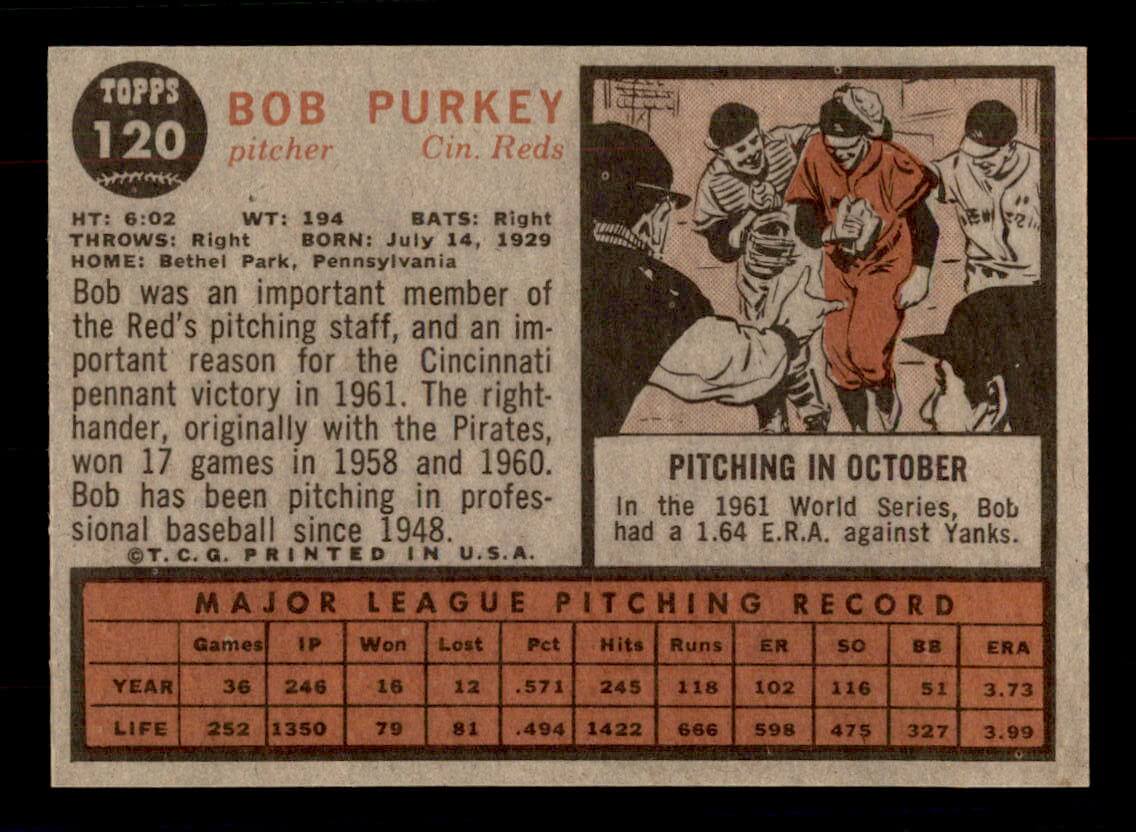 TOPPS
120
BOB PURKEY
pitcher Cin. Reds
HT: 6:02 WT: 194 BATS: Right
THROWS: Right BORN: July 14, 1929
HOME: Bethel Park, Pennsylvania
Bob was an important member of
the Red's pitching staff, and an im-
portant reason for the Cincinnati
pennant victory in 1961. The right-
hander, originally with the Pirates,
won 17 games in 1958 and 1960.
Bob has been pitching in profes-
sional baseball since 1948.
©T.C.G. PRINTED IN U.S.A.
PITCHING IN OCTOBER
In the 1961 World Series, Bob
had a 1.64 E.R.A. against Yanks.
MAJOR LEAGUE PITCHING RECORD
Games IP Won Lost Pct Hits Runs ER SO BB ERA
YEAR 36 246 16 12 .571 245 118 102 116 51 3.73
LIFE 252 1350 79 81 .494 1422 666 598 475 327 3.99